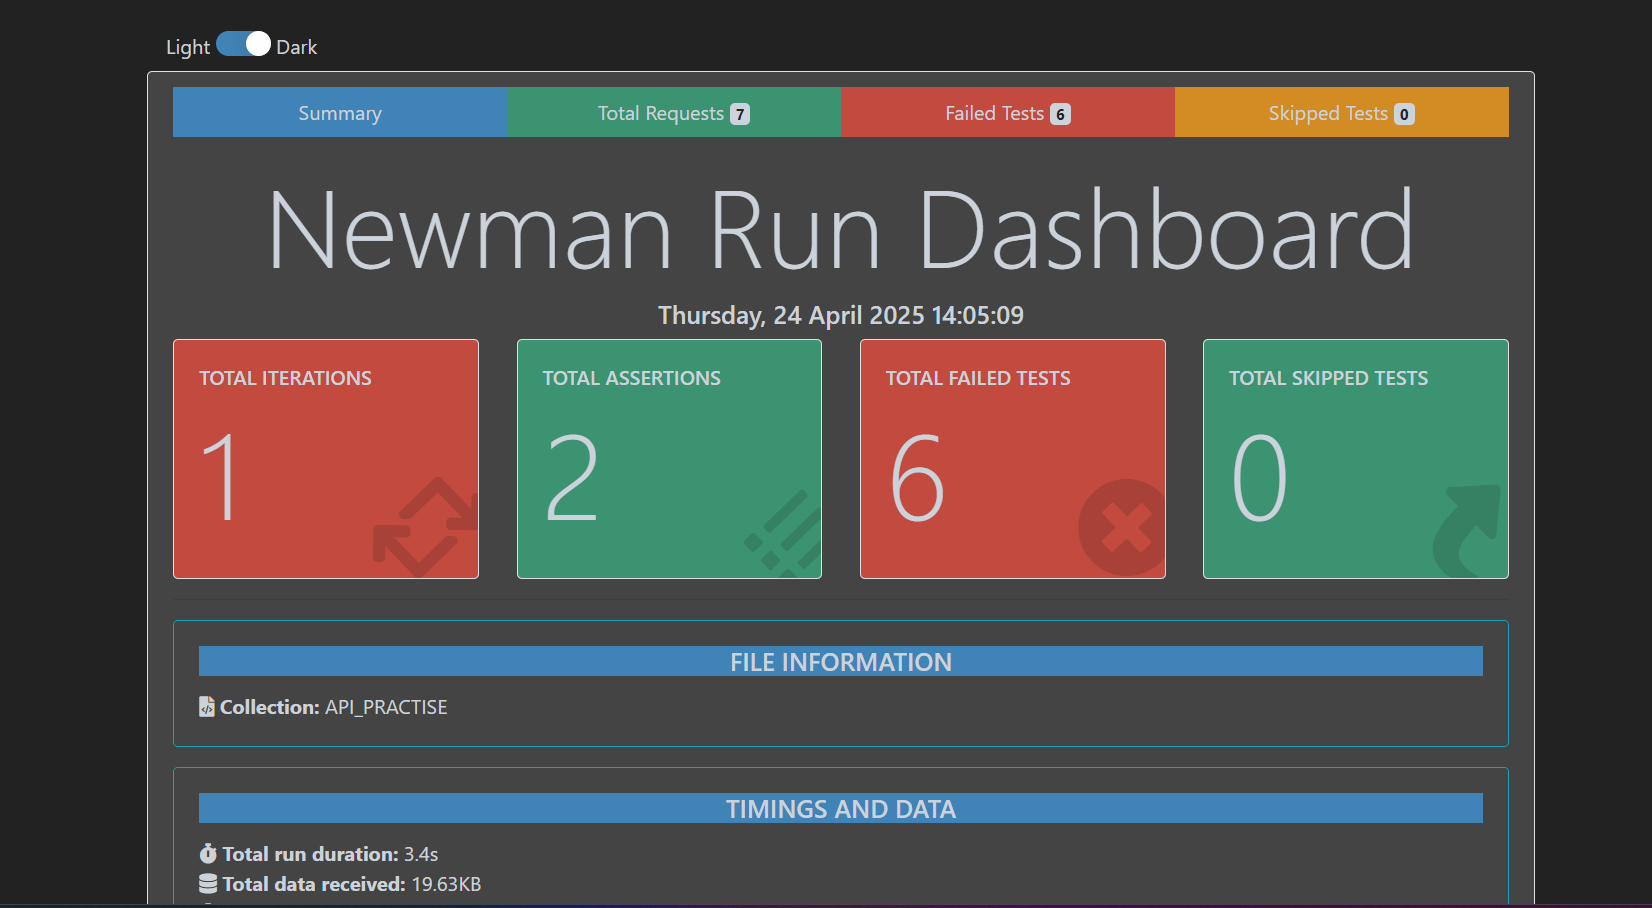 Light Dark
Summary Total Requests 7 Failed Tests 6 Skipped Tests 0
Newman Run Dashboard
Thursday, 24 April 2025 14:05:09
TOTAL ITERATIONS TOTAL ASSERTIONS TOTAL FAILED TESTS TOTAL SKIPPED TESTS
1 2 6 0
FILE INFORMATION
Collection: API_PRACTISE
TIMINGS AND DATA
Total run duration: 3.4s
Total data received: 19.63KB